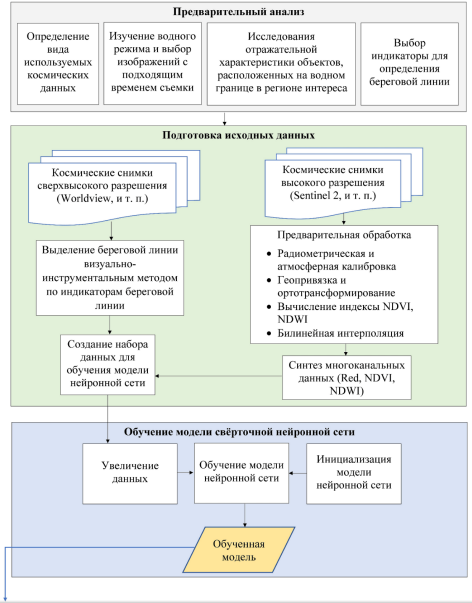 Предварительный анализ
Определение
вида
используемых
космических
данных
Изучение водного
режима и выбор
изображений с
подходящим
временем съемки
Исследования
отражательной
характеристики объектов,
расположенных на водном
границе в регионе интереса
Выбор
индикаторы для
определения
береговой линии
Подготовка исходных данных
Космические снимки
сверхвысокого разрешения
(Worldview, и т. п.)
Космические снимки
высокого разрешения
(Sentinel 2, и т. п.)
Выделение береговой линии
визуально-
инструментальным методом
по индикаторам береговой
линии
Предварительная обработка
• Радиометрическая и
атмосферная калибровка
• Геопривязка и
ортотрансформирование
• Вычисление индексы NDVI,
NDWI
• Билинейная интерполяция
Создание набора
данных для
обучения модели
нейронной сети
Синтез многоканальных
данных (Red, NDVI,
NDWI)
Обучение модели свёрточной нейронной сети
Увеличение
данных
Обучение модели
нейронной сети
Инициализация
модели
нейронной сети
Обученная
модель